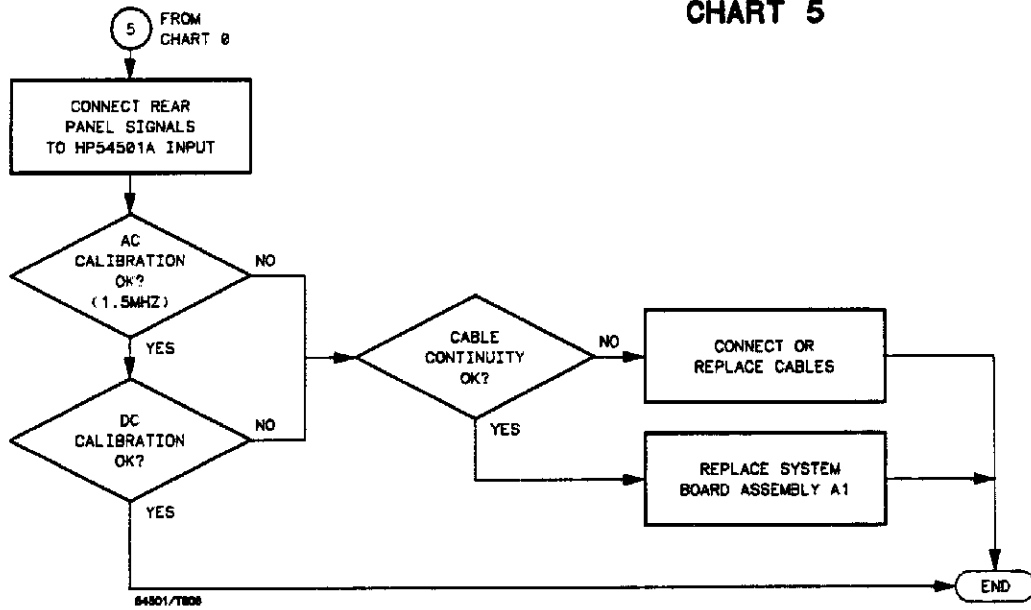 CHART 5
5
FROM
CHART 0
CONNECT REAR
PANEL SIGNALS
TO HP54501A INPUT
AC
CALIBRATION
OK?
(1.5MHZ)
NO
YES
DC
CALIBRATION
OK?
NO
YES
CABLE
CONTINUITY
OK?
NO
YES
CONNECT OR
REPLACE CABLES
REPLACE SYSTEM
BOARD ASSEMBLY A1
END